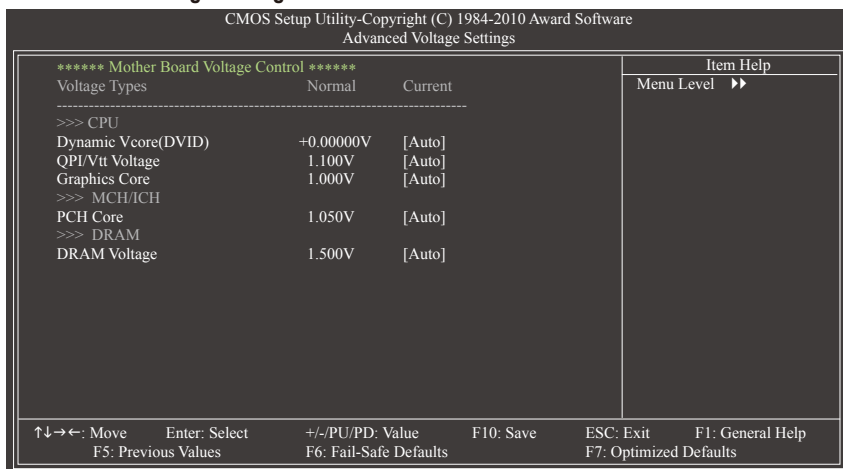 CMOS Setup Utility-Copyright (C) 1984-2010 Award Software
Advanced Voltage Settings
****** Mother Board Voltage Control ******
Item Help
Voltage Types Normal Current
Menu Level ▶▶
-----------------------------------------------------------------------------
>>> CPU
Dynamic Vcore(DVID) +0.00000V [Auto]
QPI/Vtt Voltage 1.100V [Auto]
Graphics Core 1.000V [Auto]
>>> MCH/ICH
PCH Core 1.050V [Auto]
>>> DRAM
DRAM Voltage 1.500V [Auto]
↑↓→←: Move Enter: Select +/-/PU/PD: Value F10: Save ESC: Exit F1: General Help
F5: Previous Values F6: Fail-Safe Defaults F7: Optimized Defaults